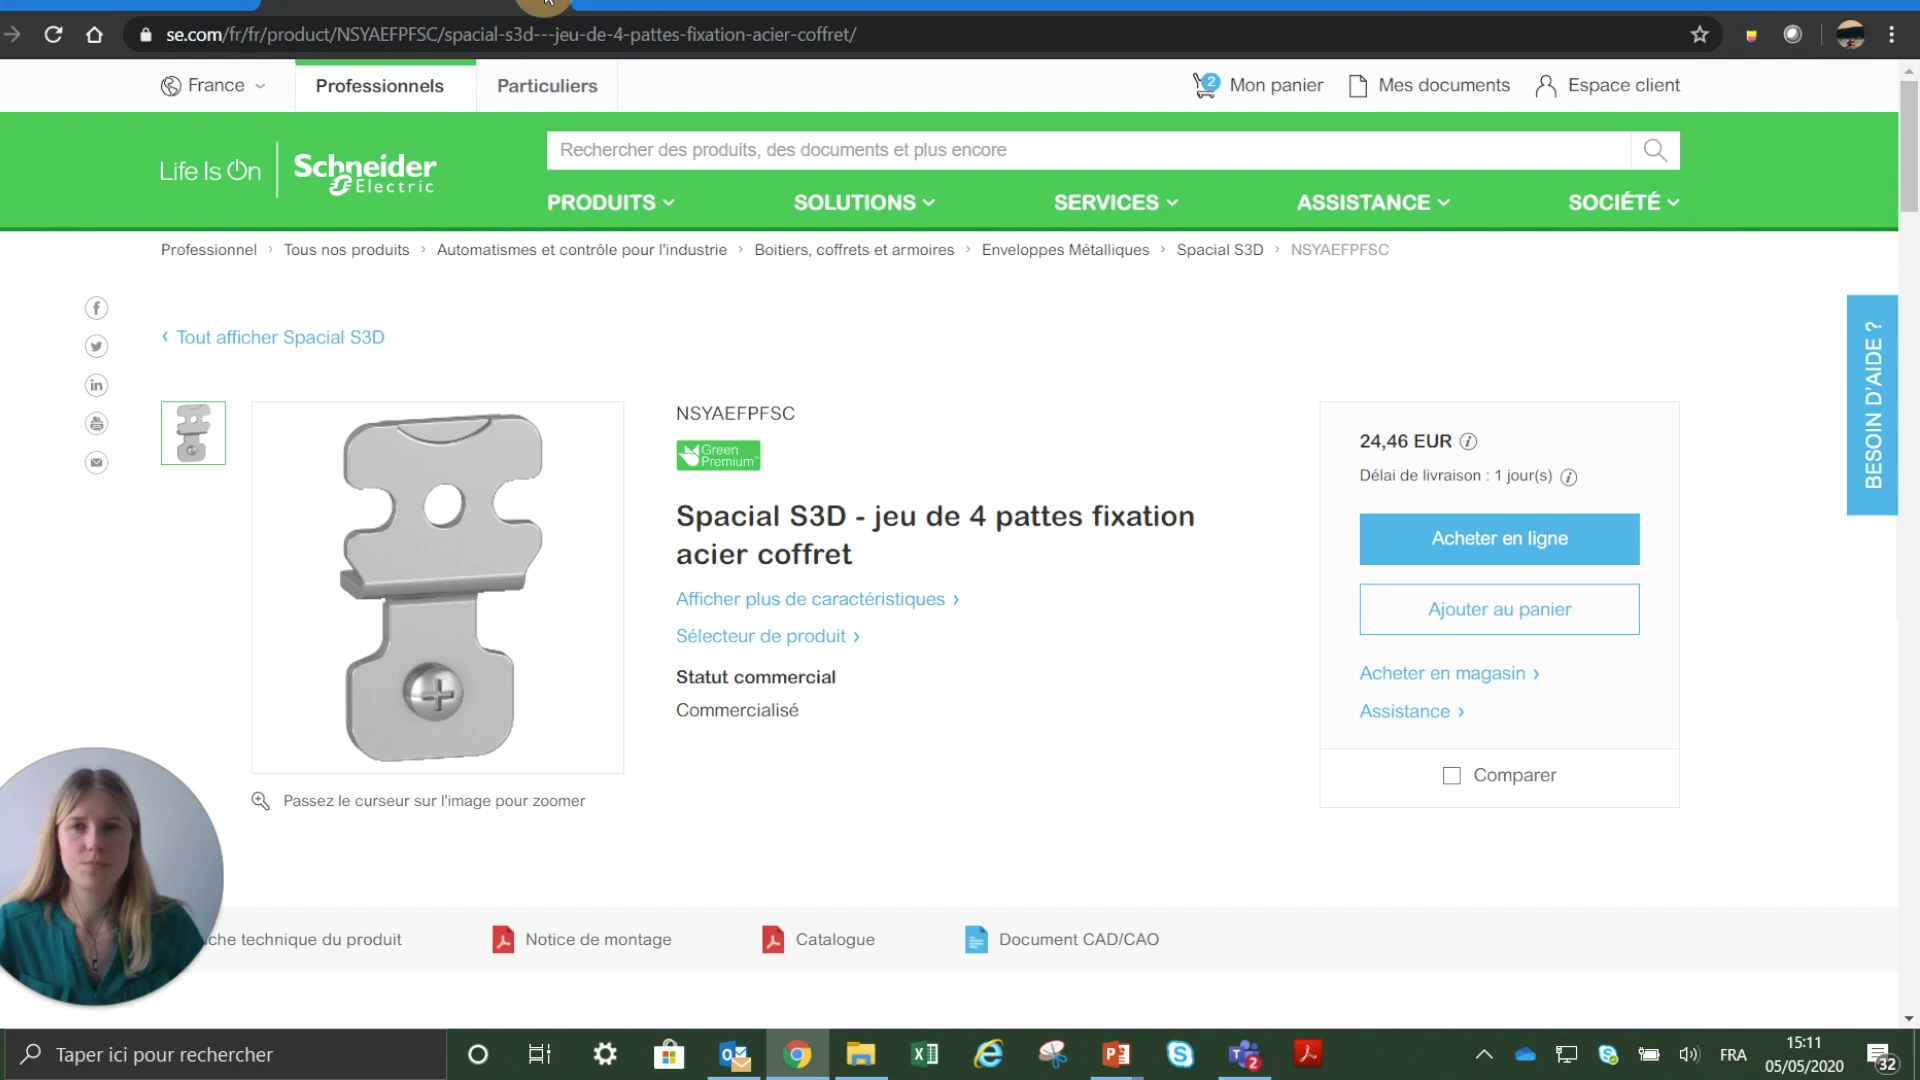 se.com/fr/fr/product/NSYAEFPFSC/spacial-s3d---jeu-de-4-pattes-fixation-acier-coffret/
France
Professionnels
Particuliers
2
Mon panier
Mes documents
Espace client
Life Is On
Schneider
Electric
Rechercher des produits, des documents et plus encore
PRODUITS
SOLUTIONS
SERVICES
ASSISTANCE
SOCIÉTÉ
Professionnel › Tous nos produits › Automatismes et contrôle pour l'industrie › Boitiers, coffrets et armoires › Enveloppes Métalliques › Spacial S3D › NSYAEFPFSC
‹ Tout afficher Spacial S3D
BESOIN D'AIDE ?
NSYAEFPFSC
Green
Premium™
Spacial S3D - jeu de 4 pattes fixation
acier coffret
Afficher plus de caractéristiques ›
Sélecteur de produit ›
Statut commercial
Commercialisé
24,46 EUR
Délai de livraison : 1 jour(s)
Acheter en ligne
Ajouter au panier
Acheter en magasin ›
Assistance ›
Comparer
Passez le curseur sur l'image pour zoomer
che technique du produit
Notice de montage
Catalogue
Document CAD/CAO
Taper ici pour rechercher
2
FRA
15:11
05/05/2020
32